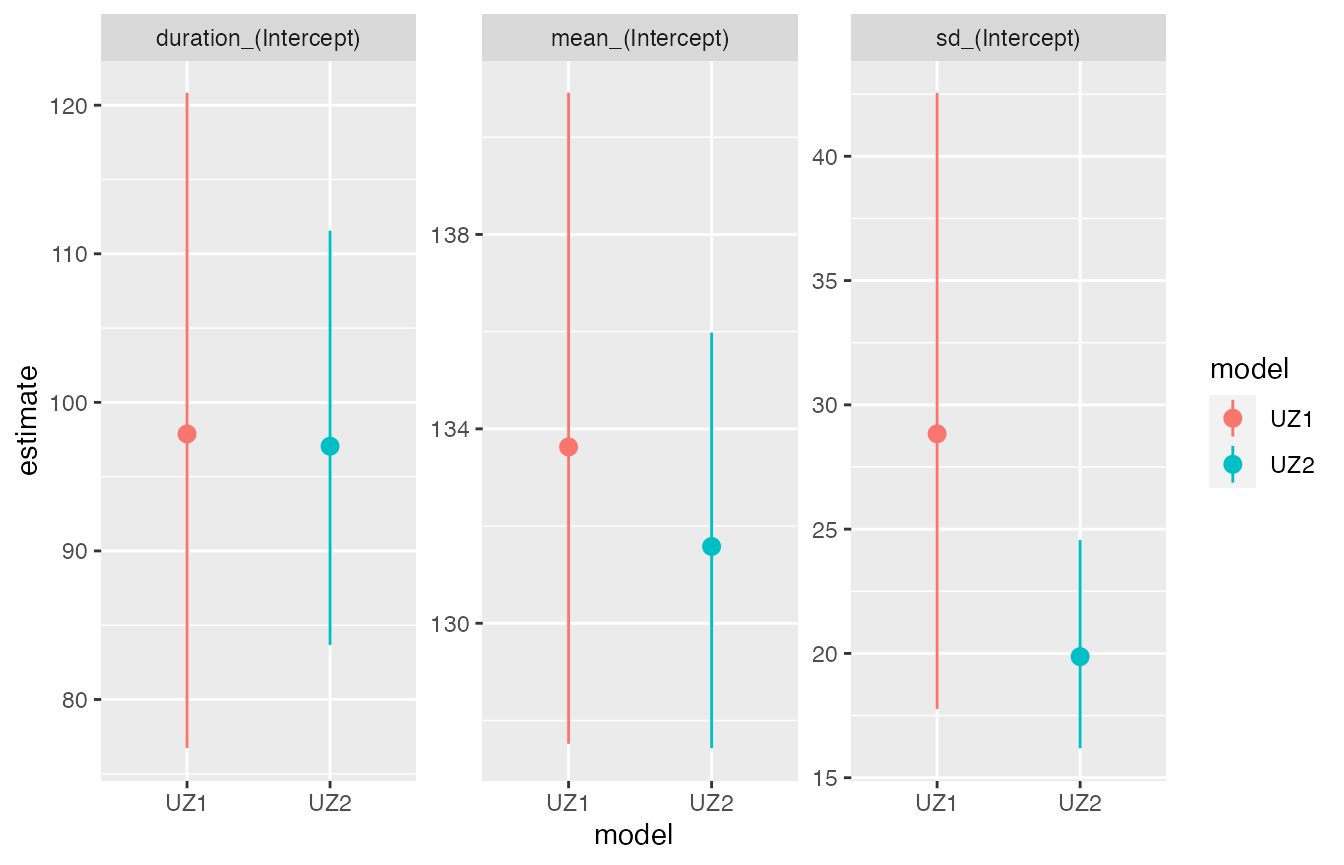 duration_(Intercept)
mean_(Intercept)
sd_(Intercept)
estimate
120
110
100
90
80
138
134
130
40
35
30
25
20
15
UZ1
UZ2
UZ1
UZ2
UZ1
UZ2
model
model
UZ1
UZ2